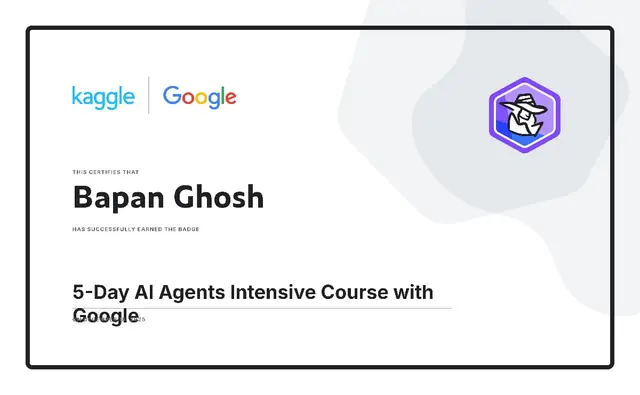 kaggle Google
THIS CERTIFIES THAT
Bapan Ghosh
HAS SUCCESSFULLY EARNED THE BADGE
5-Day AI Agents Intensive Course with
Google